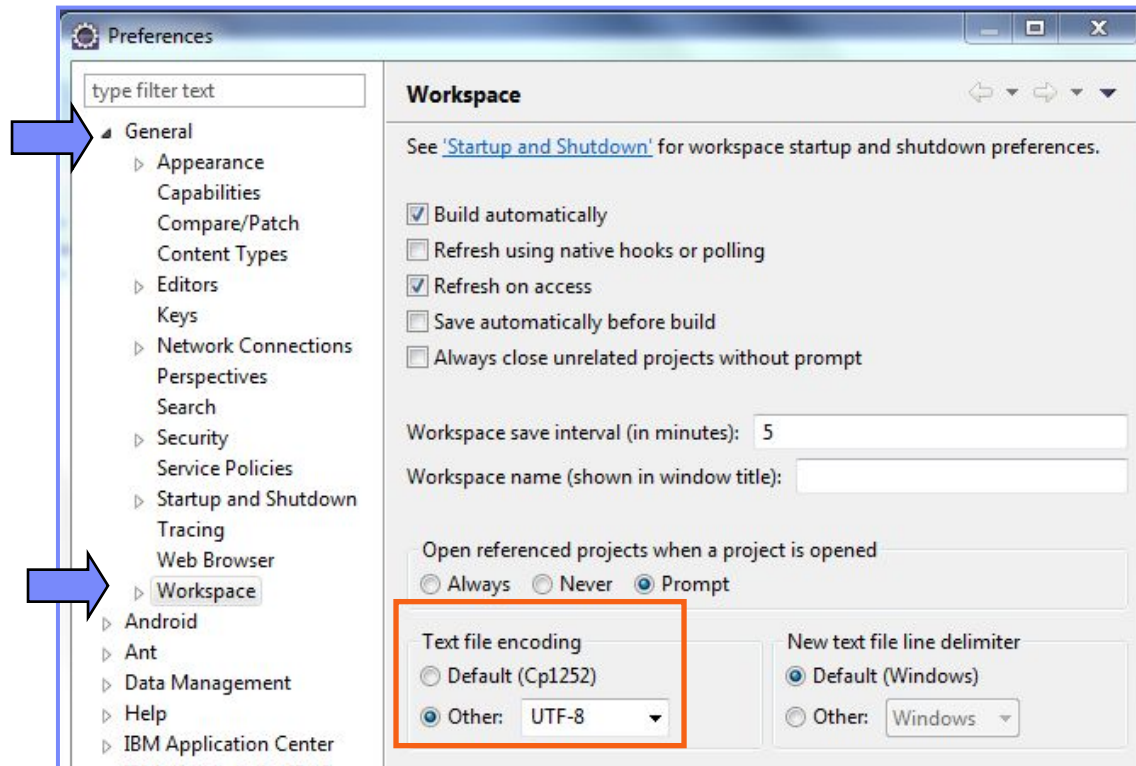 Preferences
type filter text
General
Appearance
Capabilities
Compare/Patch
Content Types
Editors
Keys
Network Connections
Perspectives
Search
Security
Service Policies
Startup and Shutdown
Tracing
Web Browser
Workspace
Android
Ant
Data Management
Help
IBM Application Center
Workspace
See 'Startup and Shutdown' for workspace startup and shutdown preferences.
Build automatically
Refresh using native hooks or polling
Refresh on access
Save automatically before build
Always close unrelated projects without prompt
Workspace save interval (in minutes): 5
Workspace name (shown in window title):
Open referenced projects when a project is opened
Always Never Prompt
Text file encoding
Default (Cp1252)
Other: UTF-8
New text file line delimiter
Default (Windows)
Other: Windows